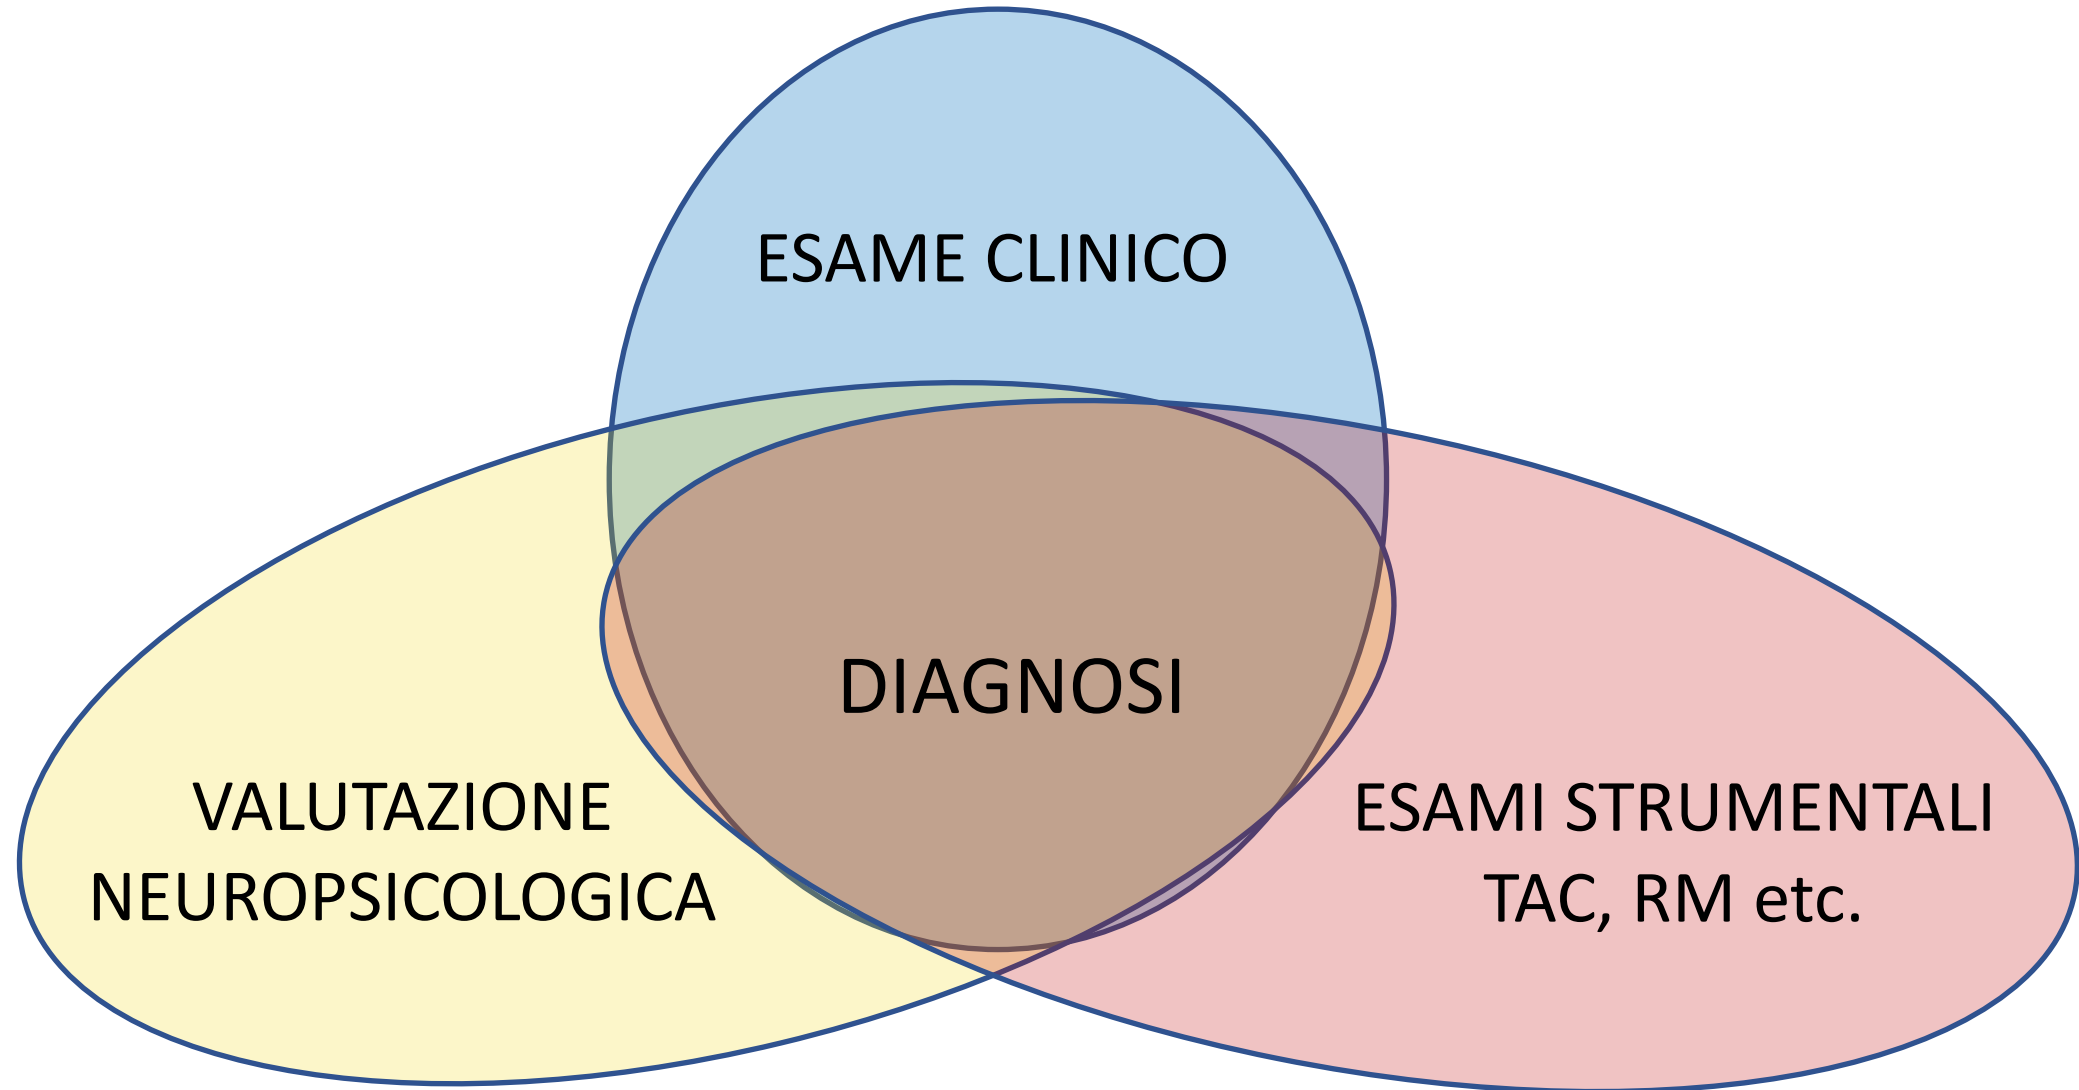 ESAME CLINICO
DIAGNOSI
VALUTAZIONE
NEUROPSICOLOGICA
ESAMI STRUMENTALI
TAC, RM etc.